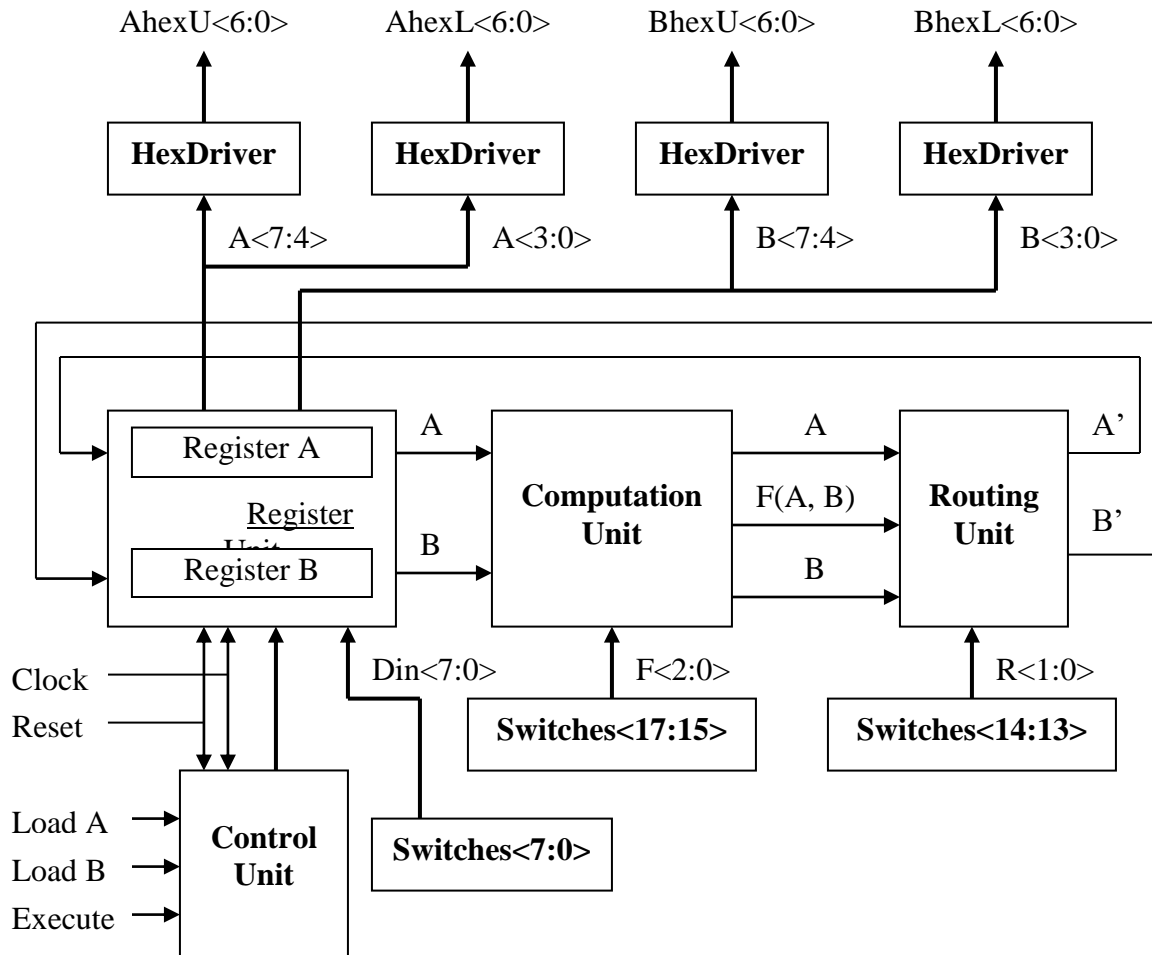 AhexU<6:0> AhexL<6:0> BhexU<6:0> BhexL<6:0>
HexDriver HexDriver HexDriver HexDriver
A<7:4> A<3:0> B<7:4> B<3:0>
Register A
Register
Unit
Register B
A
B
Computation
Unit
A
F(A, B)
B
Routing
Unit
A’
B’
Clock
Reset
Din<7:0>
F<2:0>
R<1:0>
Switches<17:15>
Switches<14:13>
Load A
Load B
Execute
Control
Unit
Switches<7:0>